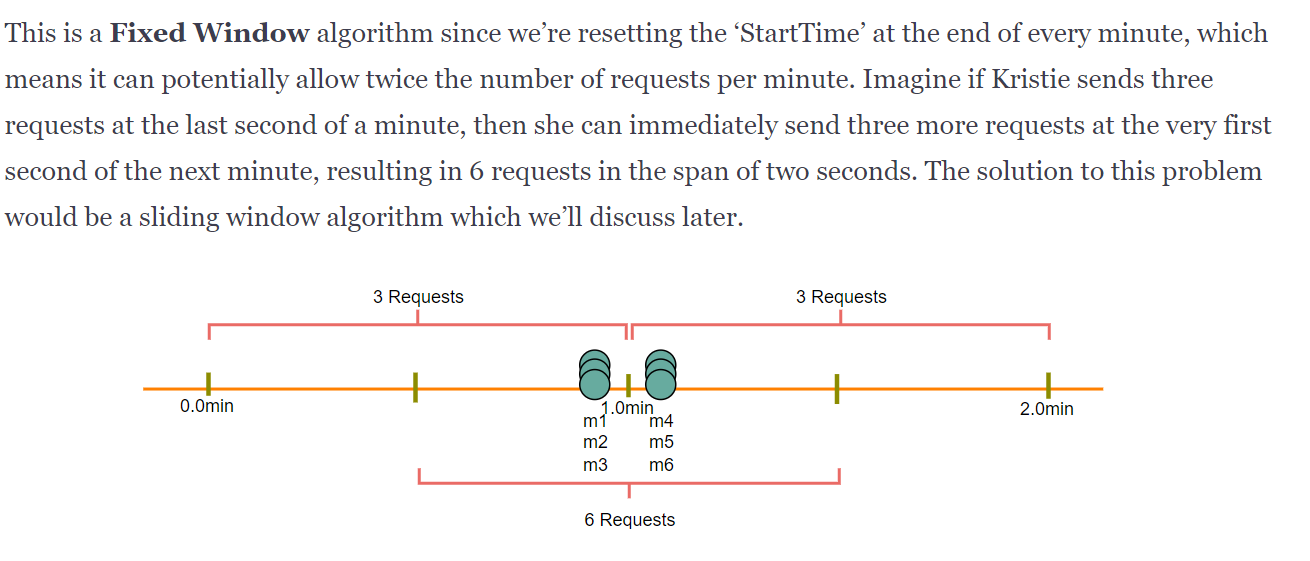 This is a Fixed Window algorithm since we’re resetting the ‘StartTime’ at the end of every minute, which
means it can potentially allow twice the number of requests per minute. Imagine if Kristie sends three
requests at the last second of a minute, then she can immediately send three more requests at the very first
second of the next minute, resulting in 6 requests in the span of two seconds. The solution to this problem
would be a sliding window algorithm which we’ll discuss later.
3 Requests 3 Requests
0.0min 1.0min 2.0min
m1 m4
m2 m5
m3 m6
6 Requests